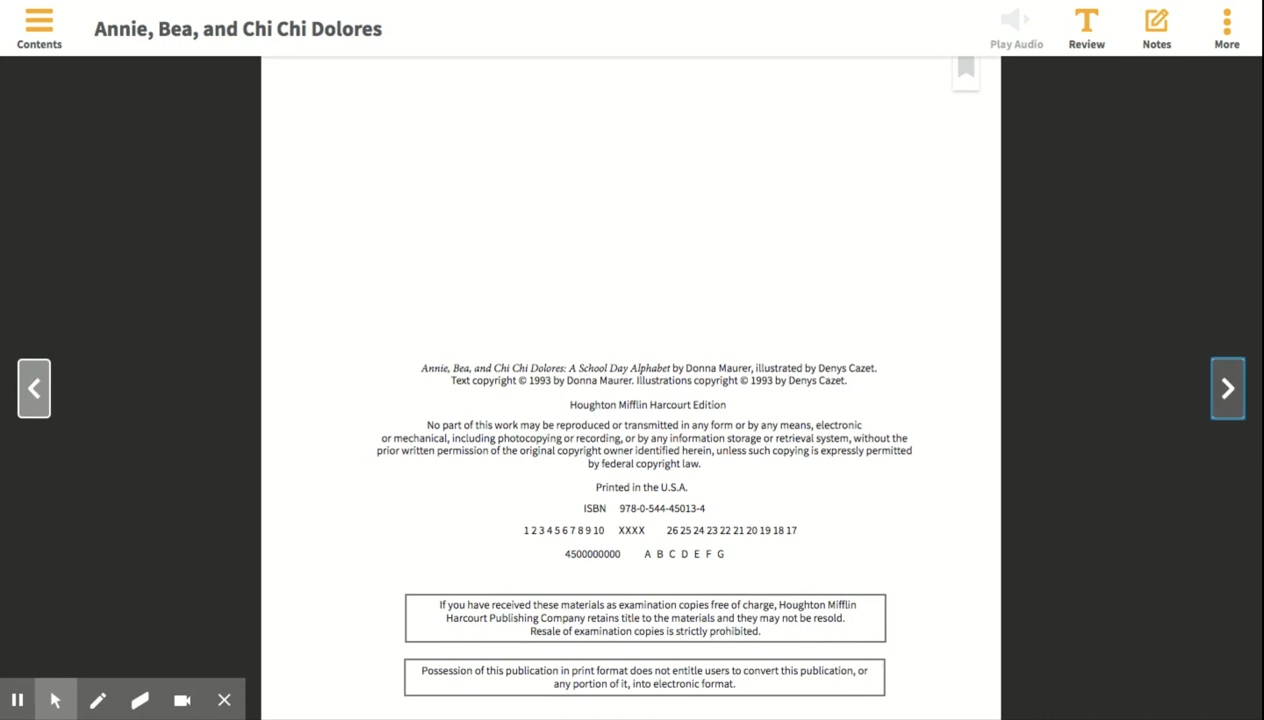 Contents
Annie, Bea, and Chi Chi Dolores
Play Audio
Review
Notes
More
Annie, Bea, and Chi Chi Dolores: A School Day Alphabet by Donna Maurer, illustrated by Denys Cazet.
Text copyright © 1993 by Donna Maurer. Illustrations copyright © 1993 by Denys Cazet.
Houghton Mifflin Harcourt Edition
No part of this work may be reproduced or transmitted in any form or by any means, electronic
or mechanical, including photocopying or recording, or by any information storage or retrieval system, without the
prior written permission of the original copyright owner identified herein, unless such copying is expressly permitted
by federal copyright law.
Printed in the U.S.A.
ISBN 978-0-544-45013-4
1 2 3 4 5 6 7 8 9 10 XXXX 26 25 24 23 22 21 20 19 18 17
4500000000 A B C D E F G
If you have received these materials as examination copies free of charge, Houghton Mifflin
Harcourt Publishing Company retains title to the materials and they may not be resold.
Resale of examination copies is strictly prohibited.
Possession of this publication in print format does not entitle users to convert this publication, or
any portion of it, into electronic format.